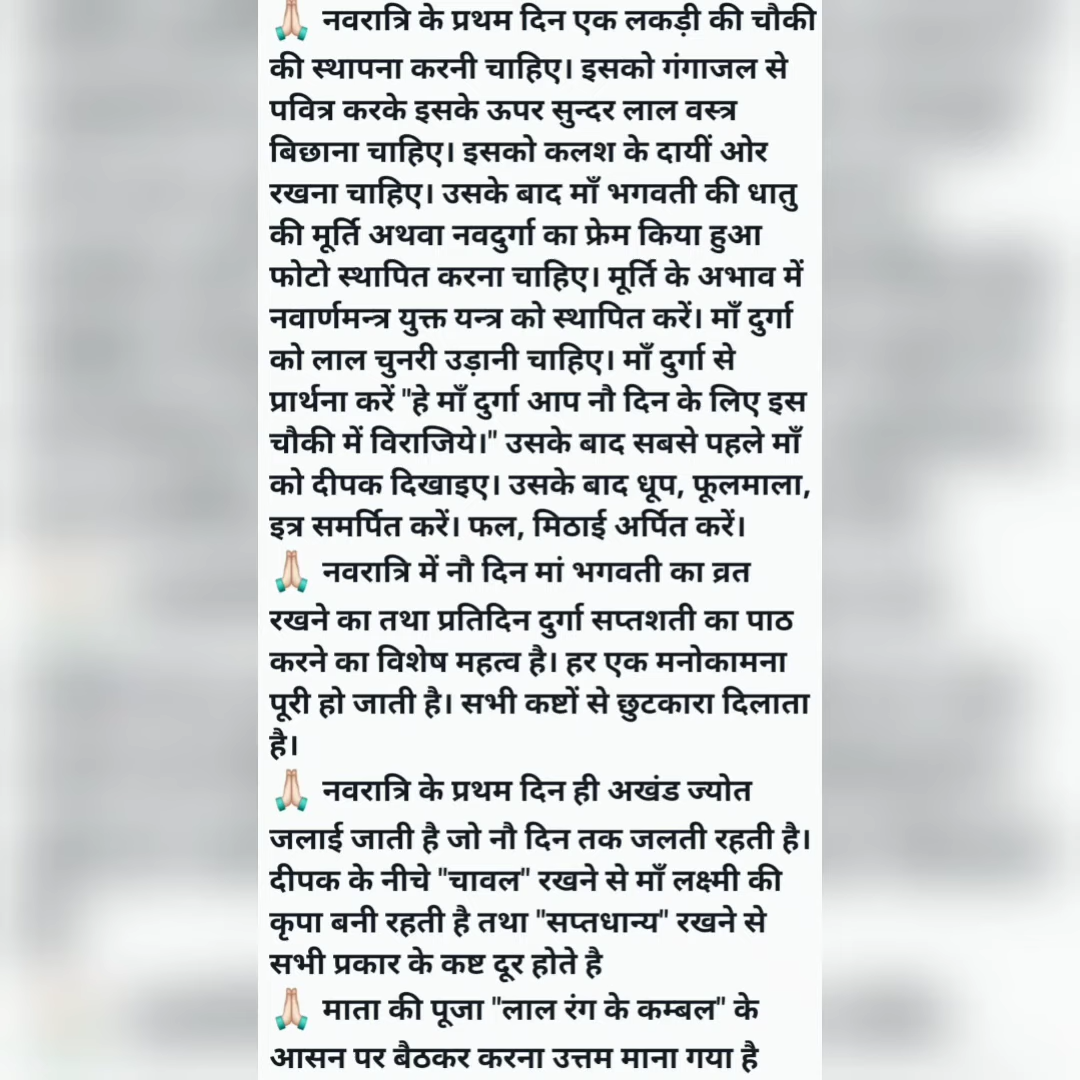 🙏🏻 नवरात्रि के प्रथम दिन एक लकड़ी की चौकी
की स्थापना करनी चाहिए। इसको गंगाजल से
पवित्र करके इसके ऊपर सुन्दर लाल वस्त्र
बिछाना चाहिए। इसको कलश के दायीं ओर
रखना चाहिए। उसके बाद माँ भगवती की धातु
की मूर्ति अथवा नवदुर्गा का फ्रेम किया हुआ
फोटो स्थापित करना चाहिए। मूर्ति के अभाव में
नवार्णमन्त्र युक्त यन्त्र को स्थापित करें। माँ दुर्गा
को लाल चुनरी उड़ानी चाहिए। माँ दुर्गा से
प्रार्थना करें "हे माँ दुर्गा आप नौ दिन के लिए इस
चौकी में विराजिये।" उसके बाद सबसे पहले माँ
को दीपक दिखाइए। उसके बाद धूप, फूलमाला,
इत्र समर्पित करें। फल, मिठाई अर्पित करें।
🙏🏻 नवरात्रि में नौ दिन मां भगवती का व्रत
रखने का तथा प्रतिदिन दुर्गा सप्तशती का पाठ
करने का विशेष महत्व है। हर एक मनोकामना
पूरी हो जाती है। सभी कष्टों से छुटकारा दिलाता
है।
🙏🏻 नवरात्रि के प्रथम दिन ही अखंड ज्योत
जलाई जाती है जो नौ दिन तक जलती रहती है।
दीपक के नीचे "चावल" रखने से माँ लक्ष्मी की
कृपा बनी रहती है तथा "सप्तधान्य" रखने से
सभी प्रकार के कष्ट दूर होते है
🙏🏻 माता की पूजा "लाल रंग के कम्बल" के
आसन पर बैठकर करना उत्तम माना गया है